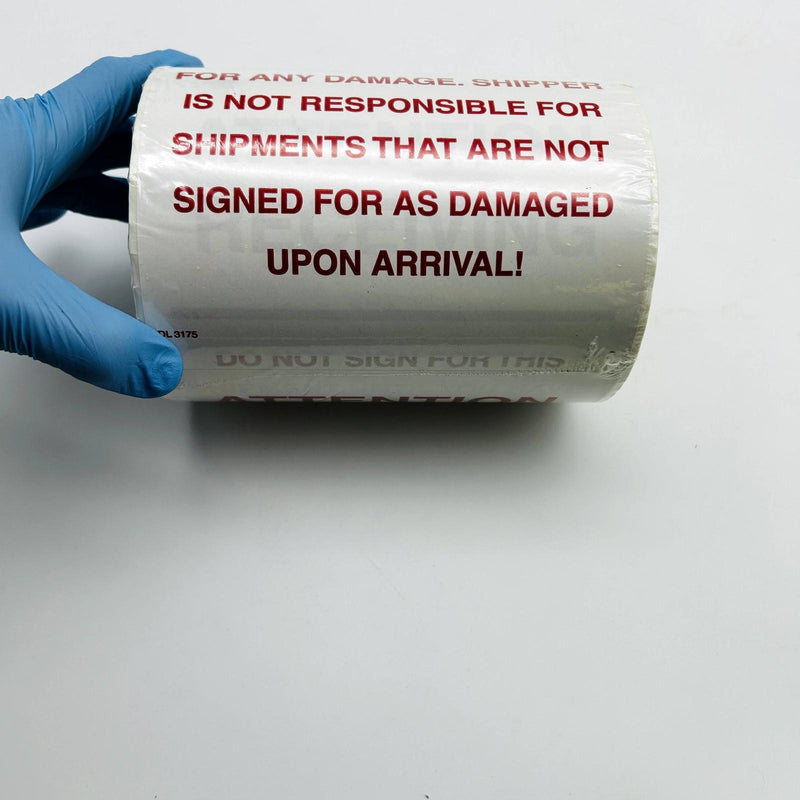 FOR ANY DAMAGE. SHIPPER
IS NOT RESPONSIBLE FOR
SHIPMENTS THAT ARE NOT
SIGNED FOR AS DAMAGED
UPON ARRIVAL!
DL 3175
DO NOT SIGN FOR THIS
ATTENTION